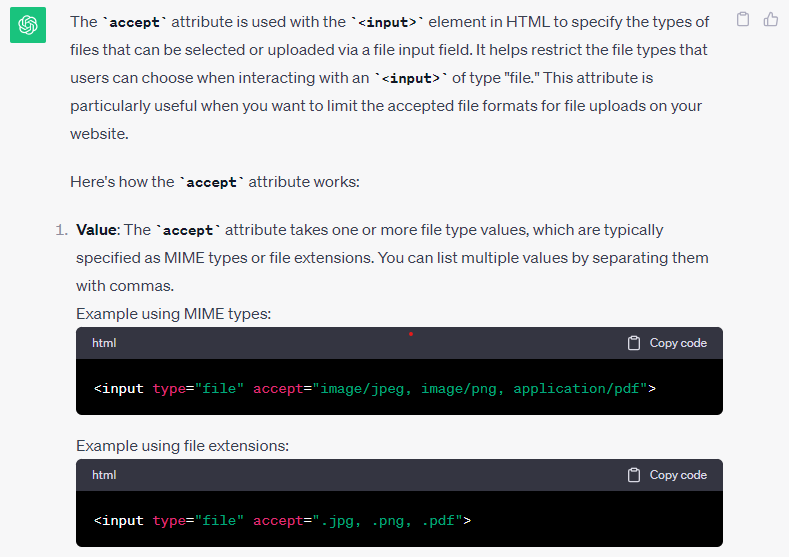 The `accept` attribute is used with the `<input>` element in HTML to specify the types of
files that can be selected or uploaded via a file input field. It helps restrict the file types that
users can choose when interacting with an `<input>` of type "file." This attribute is
particularly useful when you want to limit the accepted file formats for file uploads on your
website.
Here's how the `accept` attribute works:
1. Value: The `accept` attribute takes one or more file type values, which are typically
specified as MIME types or file extensions. You can list multiple values by separating them
with commas.
Example using MIME types:
html Copy code
<input type="file" accept="image/jpeg, image/png, application/pdf">
Example using file extensions:
html Copy code
<input type="file" accept=".jpg, .png, .pdf">